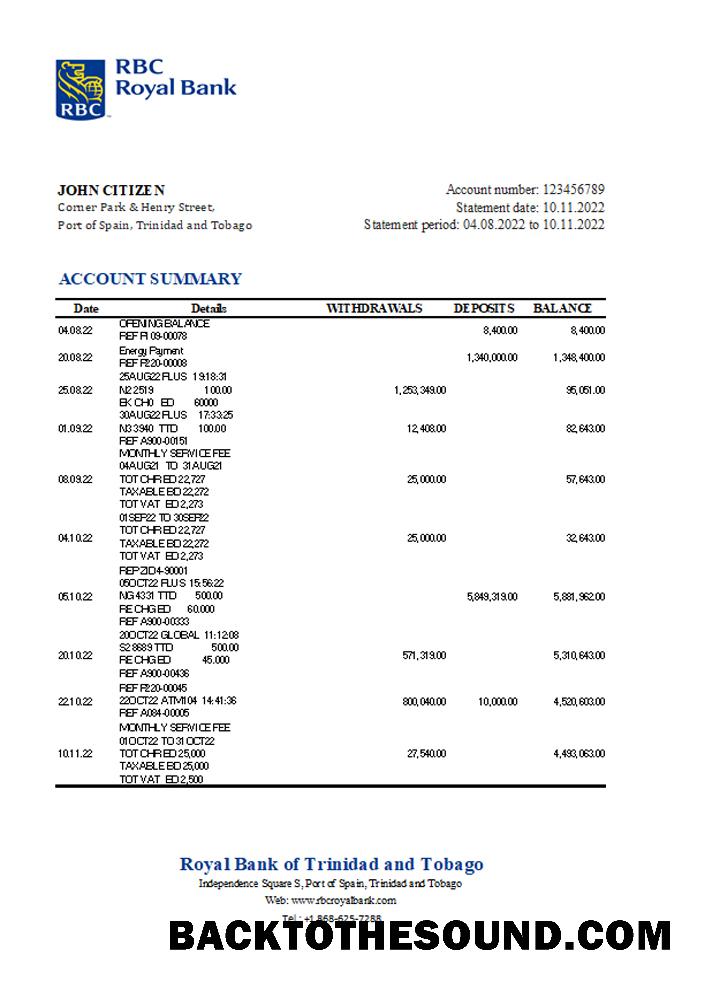 RBC
Royal Bank
RBC
JOHN CITIZEN
Corner Park & Henry Street,
Port of Spain, Trinidad and Tobago
Account number: 123456789
Statement date: 10.11.2022
Statement period: 04.08.2022 to 10.11.2022
ACCOUNT SUMMARY
Date Details WITHDRAWALS DEPOSITS BALANCE
OPENING BALANCE
04.08.22 8,400.00 8,400.00
REF FI 09-00078
Energy Payment
20.08.22 1,340,000.00 1,348,400.00
REF P220-00008
25AUG22 PLUS 19:18:31
25.08.22 N2 2519 100.00 1,253,349.00 95,051.00
EK CH0 ED 60000
30AUG22 PLUS 17:33:25
01.09.22 N3 3940 TTD 100.00 12,408.00 82,643.00
REF A900-00151
MONTHLY SERVICE FEE
04AUG21 TO 31AUG21
08.09.22 TOT CHR ED 22,727 25,000.00 57,643.00
TAXABLE BD 22,272
TOT VAT ED 2,273
01SEP22 TO 30SEP22
TOT CHR ED 22,727
04.10.22 25,000.00 32,643.00
TAXABLE BD 22,272
TOT VAT ED 2,273
REP ZID4-90001
05OCT22 PLUS 15:56:22
05.10.22 NG 4331 TTD 500.00 5,849,319.00 5,881,962.00
RE CHG ED 60.000
REF A900-00333
20OCT22 GLOBAL 11:12:08
S2 8689 TTD 500.00
20.10.22 571,319.00 5,310,643.00
RE CHG ED 45.000
REF A900-00436
REF P220-00045
22.10.22 22OCT22 ATM104 14:41:36 800,040.00 10,000.00 4,520,603.00
REF A084-00005
MONTHLY SERVICE FEE
01OCT22 TO 31OCT22
10.11.22 TOT CHR ED 25,000 27,540.00 4,493,063.00
TAXABLE BD 25,000
TOT VAT ED 2,500
Royal Bank of Trinidad and Tobago
Independence Square S, Port of Spain, Trinidad and Tobago
Web: www.rbcroyalbank.com
Tel.: +1 868-625-7288
BACKTOTHESOUND.COM